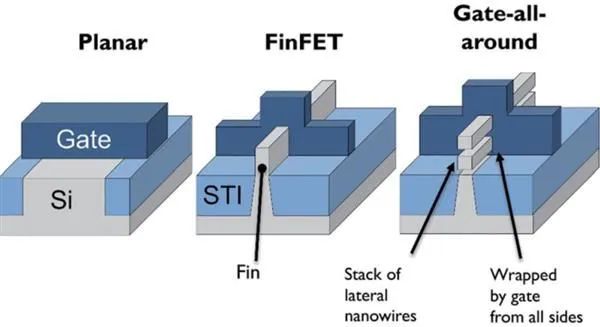 Planar
FinFET
Gate-all-
around
Gate
Si
STI
Fin
Stack of
lateral
nanowires
Wrapped
by gate
from all sides